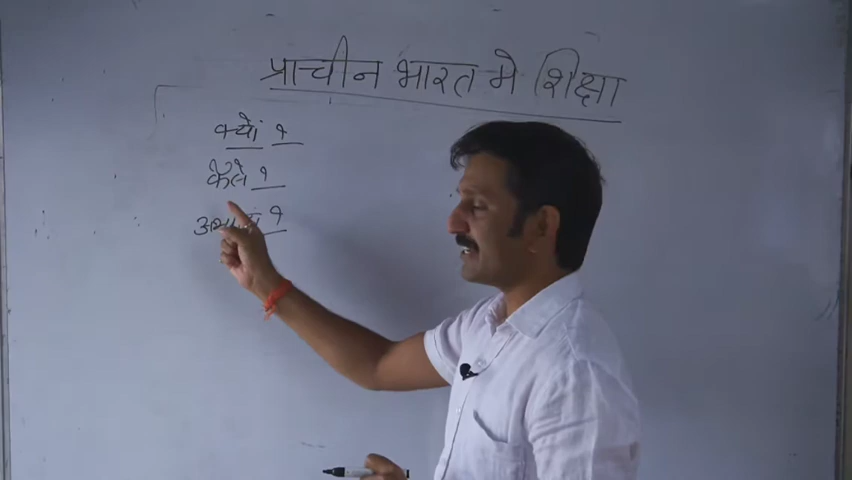 प्राचीन भारत मे शिक्षा
क्यों ?
कैसे ?
?